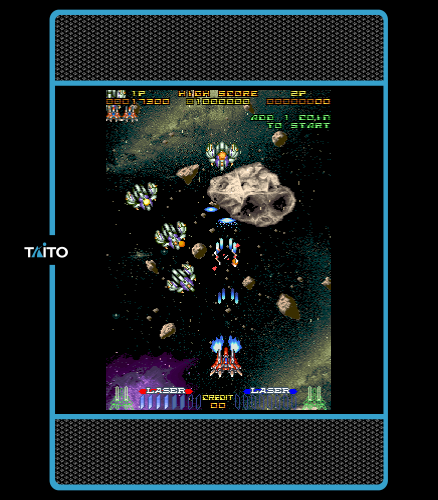 1P HIGH SCORE 2P
00017300 01000000 00000000
ADD 1 COIN
TO START
TAITO
LASER LASER
CREDIT
00